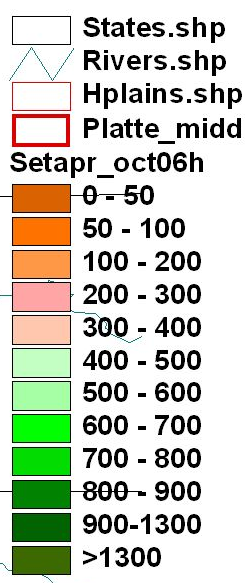 States.shp
Rivers.shp
Hplains.shp
Platte_midd
Setapr_oct06h
0 - 50
50 - 100
100 - 200
200 - 300
300 - 400
400 - 500
500 - 600
600 - 700
700 - 800
800 - 900
900-1300
>1300